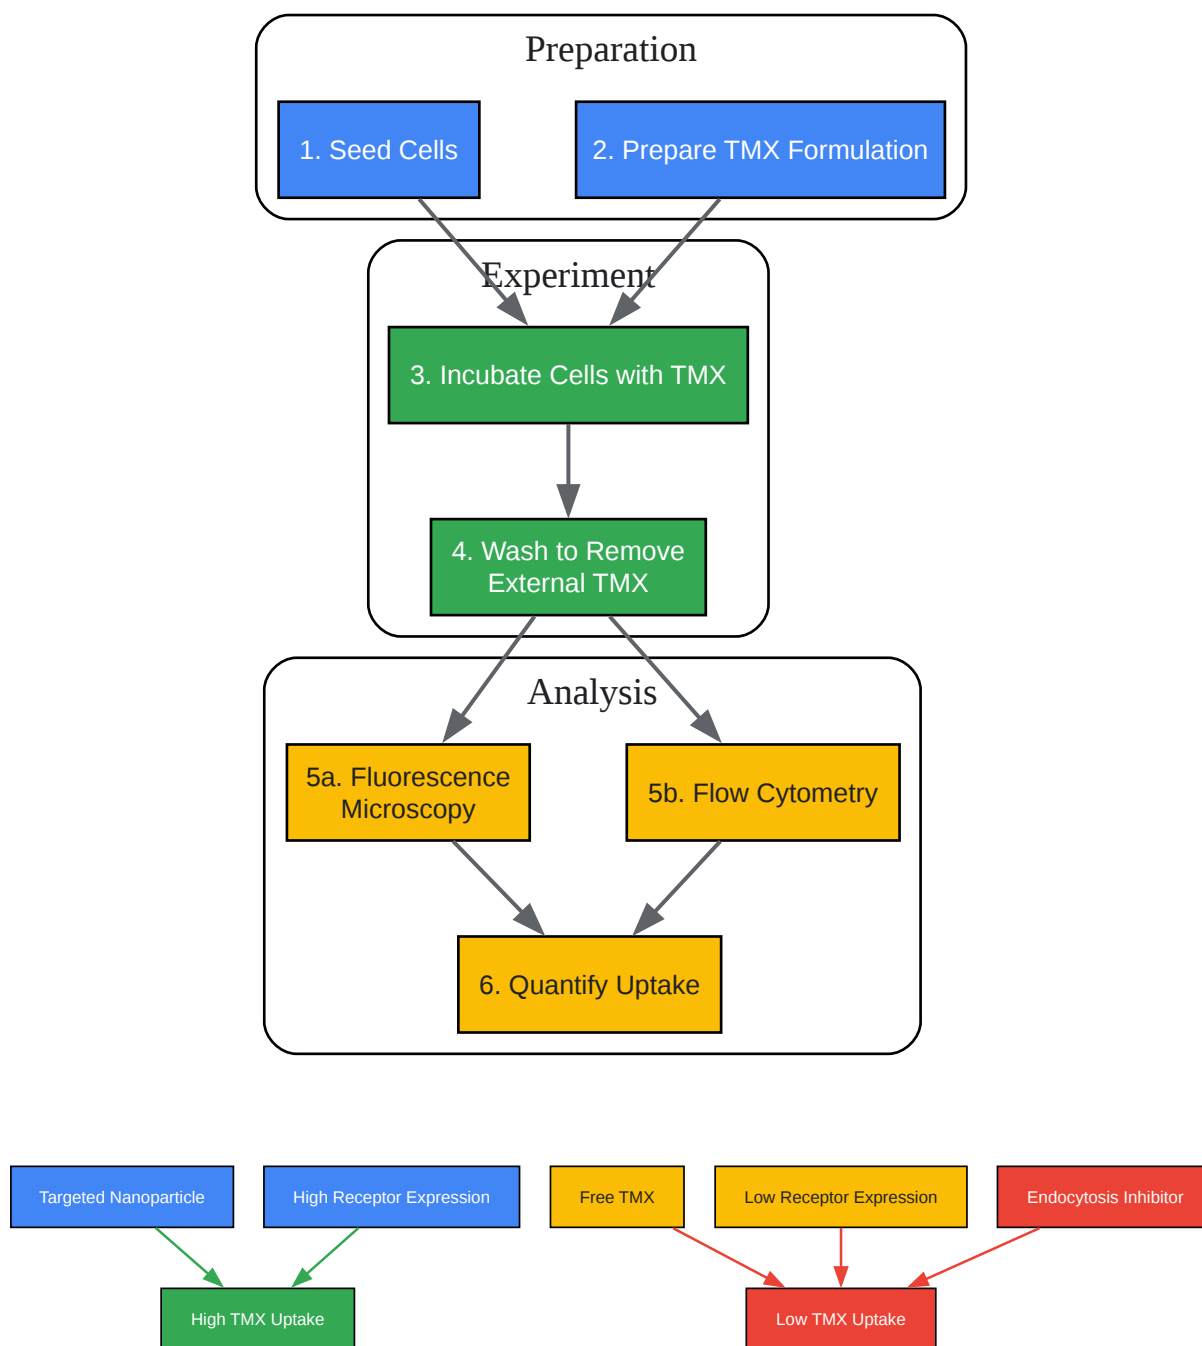 Preparation
1. Seed Cells
2. Prepare TMX Formulation
Experiment
3. Incubate Cells with TMX
4. Wash to Remove
External TMX
Analysis
5a. Fluorescence
Microscopy
5b. Flow Cytometry
6. Quantify Uptake
Targeted Nanoparticle
High Receptor Expression
Free TMX
Low Receptor Expression
Endocytosis Inhibitor
High TMX Uptake
Low TMX Uptake